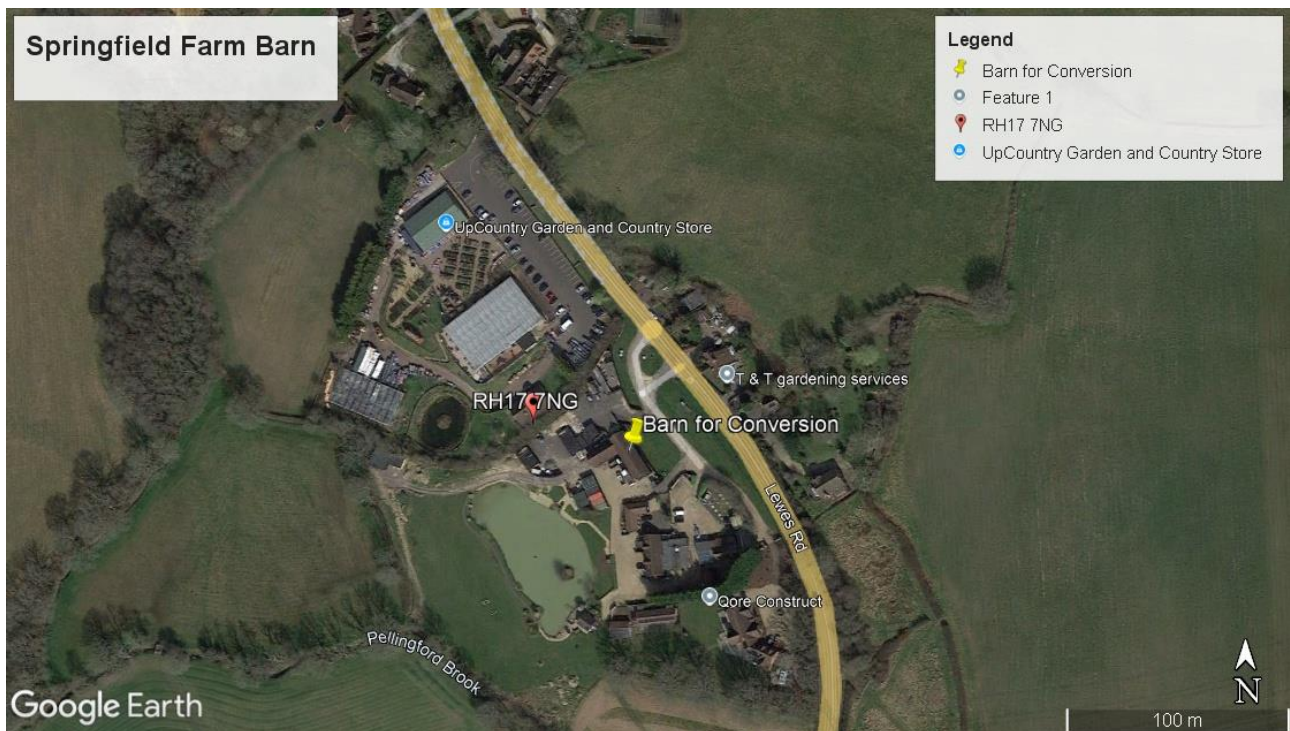 Springfield Farm Barn
Legend
Barn for Conversion
Feature 1
RH17 7NG
UpCountry Garden and Country Store
UpCountry Garden and Country Store
T & T gardening services
RH17 7NG
Barn for Conversion
Lewes Rd
Qore Construct
Pellingford Brook
Google Earth
N
100 m